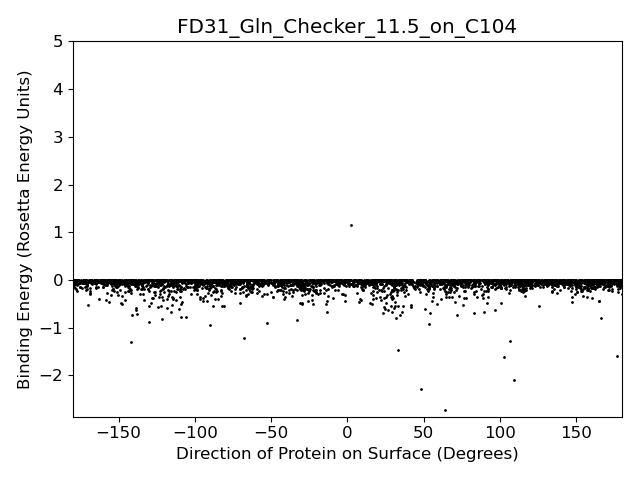 FD31_Gln_Checker_11.5_on_C104
Binding Energy (Rosetta Energy Units)
5
4
3
2
1
0
−1
−2
−150 −100 −50 0 50 100 150
Direction of Protein on Surface (Degrees)